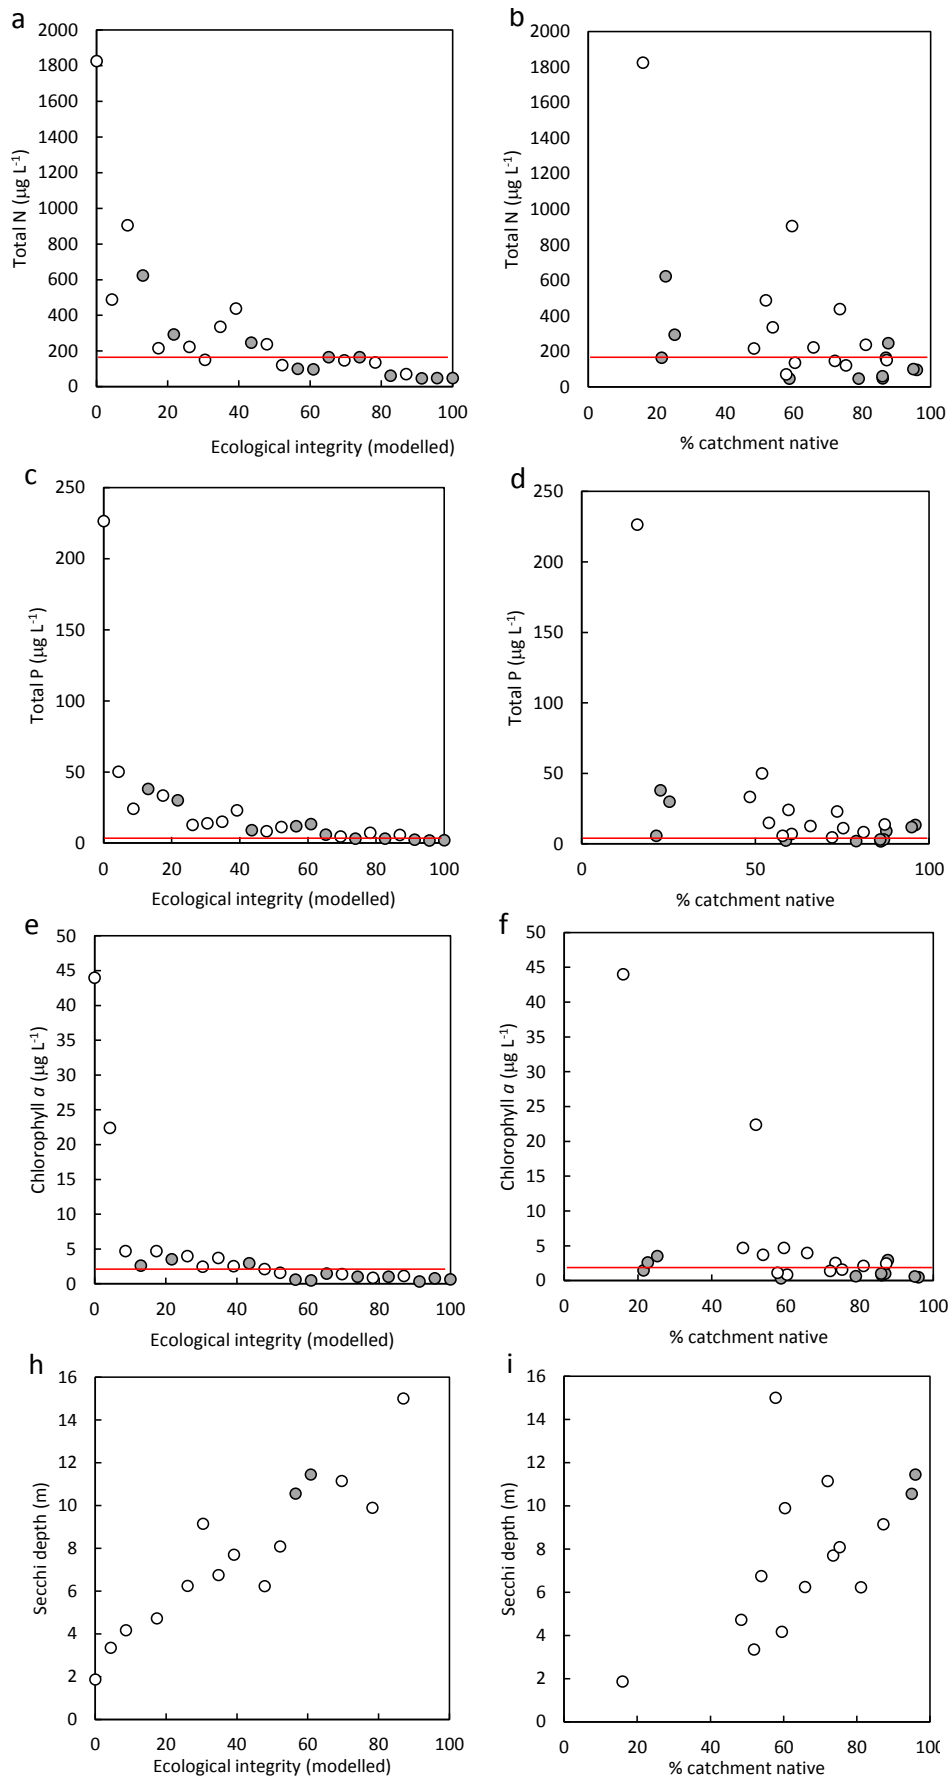 a
2000
1800
1600
1400
1200
1000
800
600
400
200
0
Total N (µg L-1)
0 20 40 60 80 100
Ecological integrity (modelled)
b
2000
1800
1600
1400
1200
1000
800
600
400
200
0
Total N (µg L-1)
0 20 40 60 80 100
% catchment native
c
250
200
150
100
50
0
Total P (µg L-1)
0 20 40 60 80 100
Ecological integrity (modelled)
d
250
200
150
100
50
0
Total P (µg L-1)
0 50 100
% catchment native
e
50
45
40
35
30
25
20
15
10
5
0
Chlorophyll a (µg L-1)
0 20 40 60 80 100
Ecological integrity (modelled)
f
50
45
40
35
30
25
20
15
10
5
0
Chlorophyll a (µg L-1)
0 20 40 60 80 100
% catchment native
h
16
14
12
10
8
6
4
2
0
Secchi depth (m)
0 20 40 60 80 100
Ecological integrity (modelled)
i
16
14
12
10
8
6
4
2
0
Secchi depth (m)
0 20 40 60 80 100
% catchment native